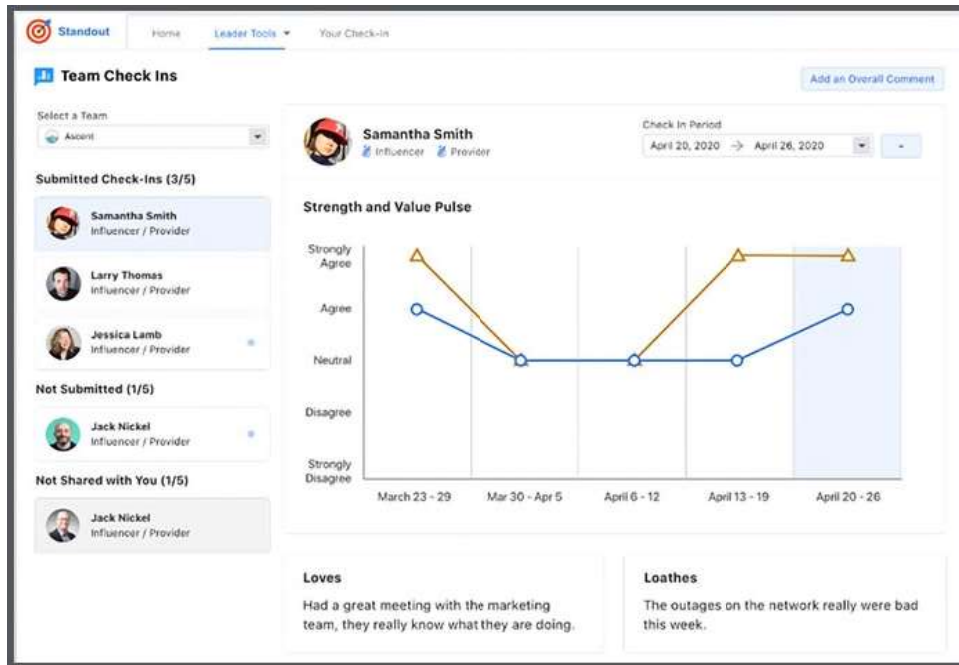 Standout
Home
Leader Tools
Your Check-In
Team Check Ins
Add an Overall Comment
Select a Team
Ascent
Submitted Check-Ins (3/5)
Samantha Smith
Influencer / Provider
Larry Thomas
Influencer / Provider
Jessica Lamb
Influencer / Provider
Not Submitted (1/5)
Jack Nickel
Influencer / Provider
Not Shared with You (1/5)
Jack Nickel
Influencer / Provider
Samantha Smith
Influencer Provider
Check In Period
April 20, 2020 → April 26, 2020
Strength and Value Pulse
Strongly
Agree
Agree
Neutral
Disagree
Strongly
Disagree
March 23 - 29
Mar 30 - Apr 5
April 6 - 12
April 13 - 19
April 20 - 26
Loves
Had a great meeting with the marketing
team, they really know what they are doing.
Loathes
The outages on the network really were bad
this week.